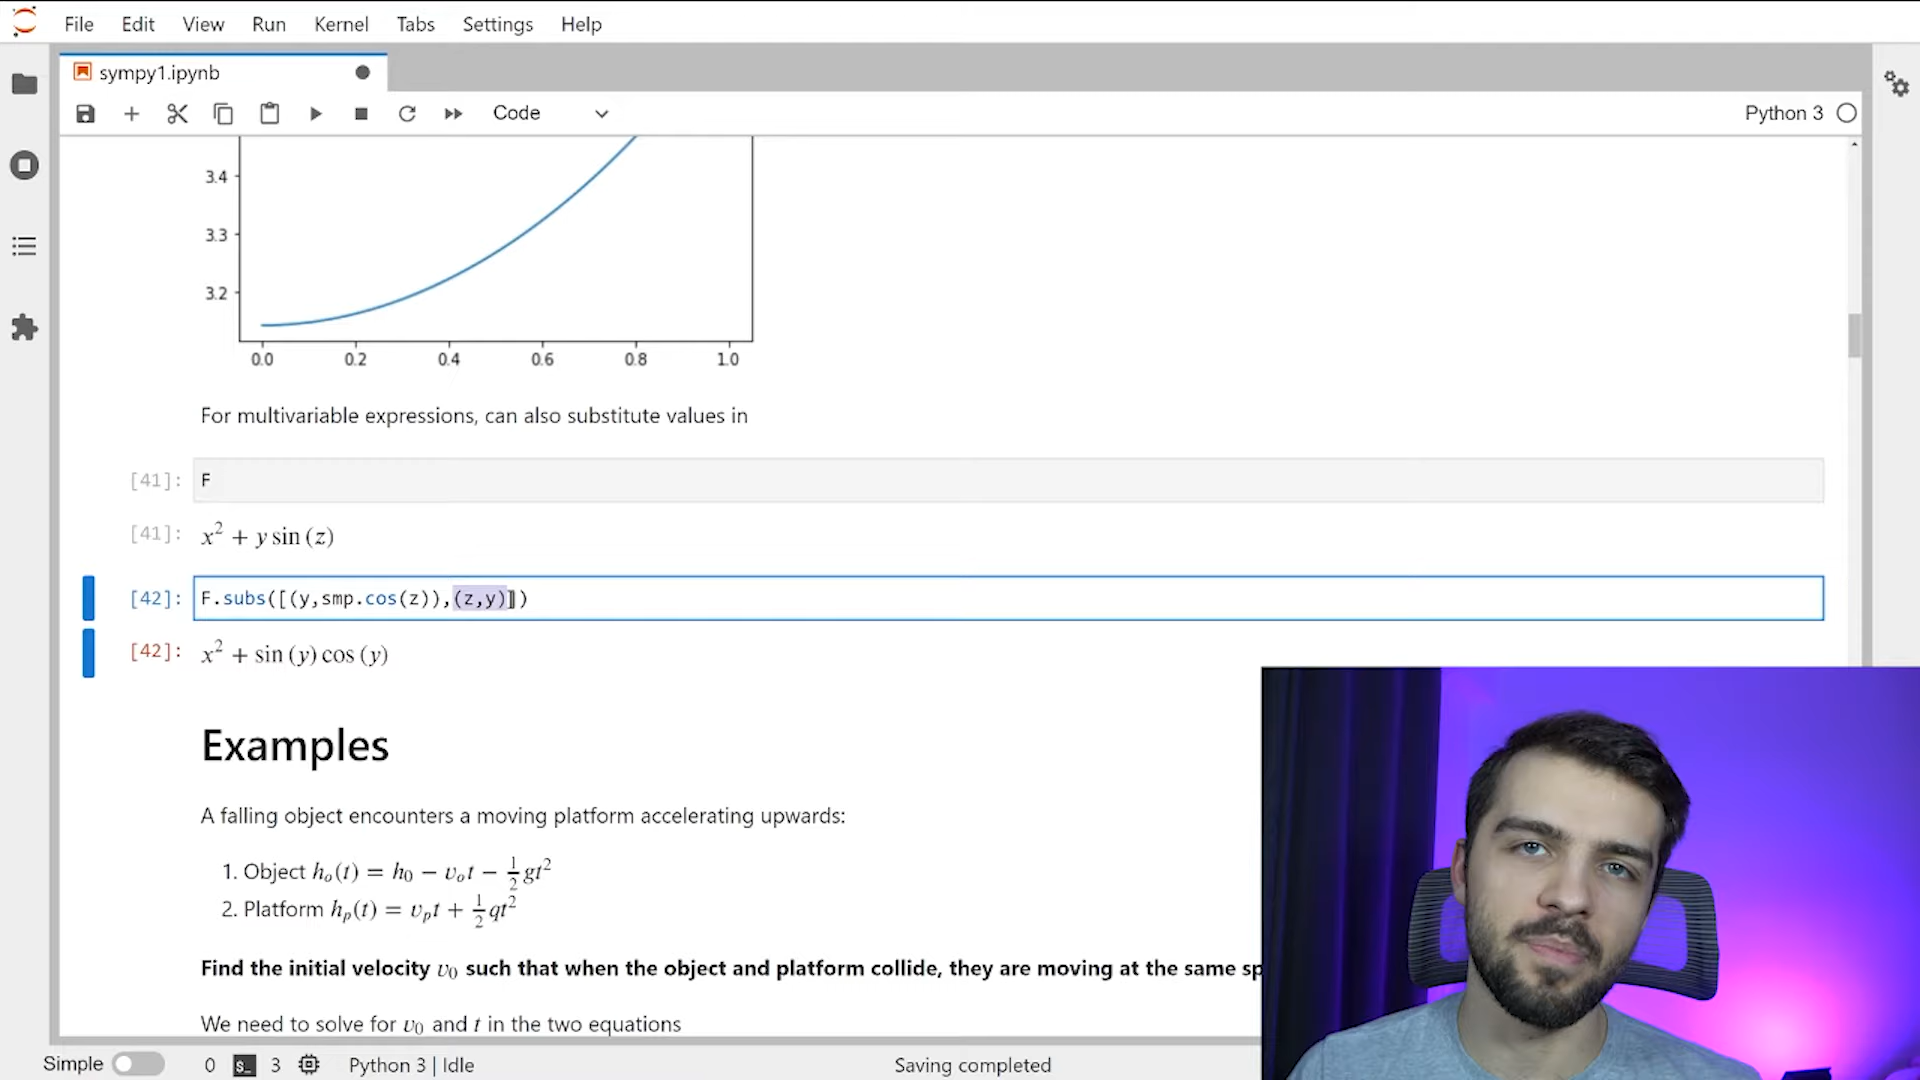 File Edit View Run Kernel Tabs Settings Help
sympy1.ipynb
Code
Python 3
3.4
3.3
3.2
0.0 0.2 0.4 0.6 0.8 1.0
For multivariable expressions, can also substitute values in
[41]: F
[41]: x² + y sin (z)
[42]: F.subs([(y,smp.cos(z)),(z,y)])
[42]: x² + sin (y) cos (y)
Examples
A falling object encounters a moving platform accelerating upwards:
1. Object hₒ(t) = h₀ − vₒt − ½gt²
2. Platform hₚ(t) = vₚt + ½qt²
Find the initial velocity v₀ such that when the object and platform collide, they are moving at the same sp
We need to solve for v₀ and t in the two equations
Simple 0 $_ 3 Python 3 | Idle Saving completed